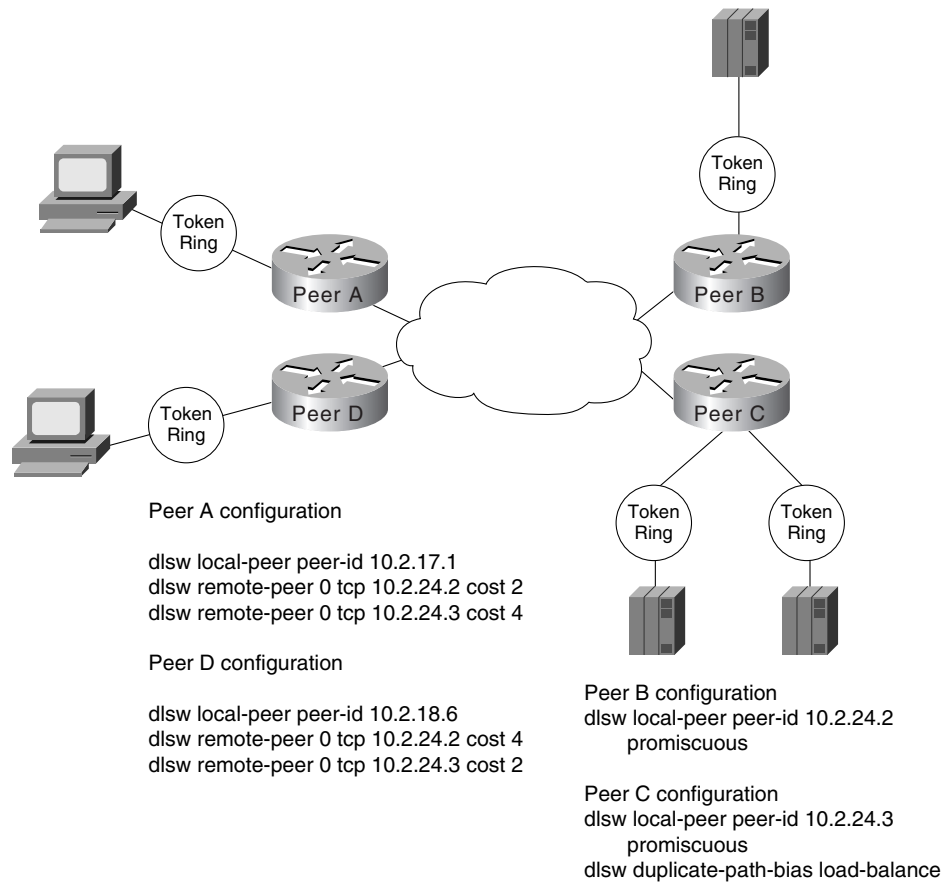 Token
Ring
Token
Ring
Peer A
Peer B
Token
Ring
Peer D
Peer C
Token
Ring
Token
Ring
Peer A configuration
dlsw local-peer peer-id 10.2.17.1
dlsw remote-peer 0 tcp 10.2.24.2 cost 2
dlsw remote-peer 0 tcp 10.2.24.3 cost 4
Peer D configuration
dlsw local-peer peer-id 10.2.18.6
dlsw remote-peer 0 tcp 10.2.24.2 cost 4
dlsw remote-peer 0 tcp 10.2.24.3 cost 2
Peer B configuration
dlsw local-peer peer-id 10.2.24.2
promiscuous
Peer C configuration
dlsw local-peer peer-id 10.2.24.3
promiscuous
dlsw duplicate-path-bias load-balance